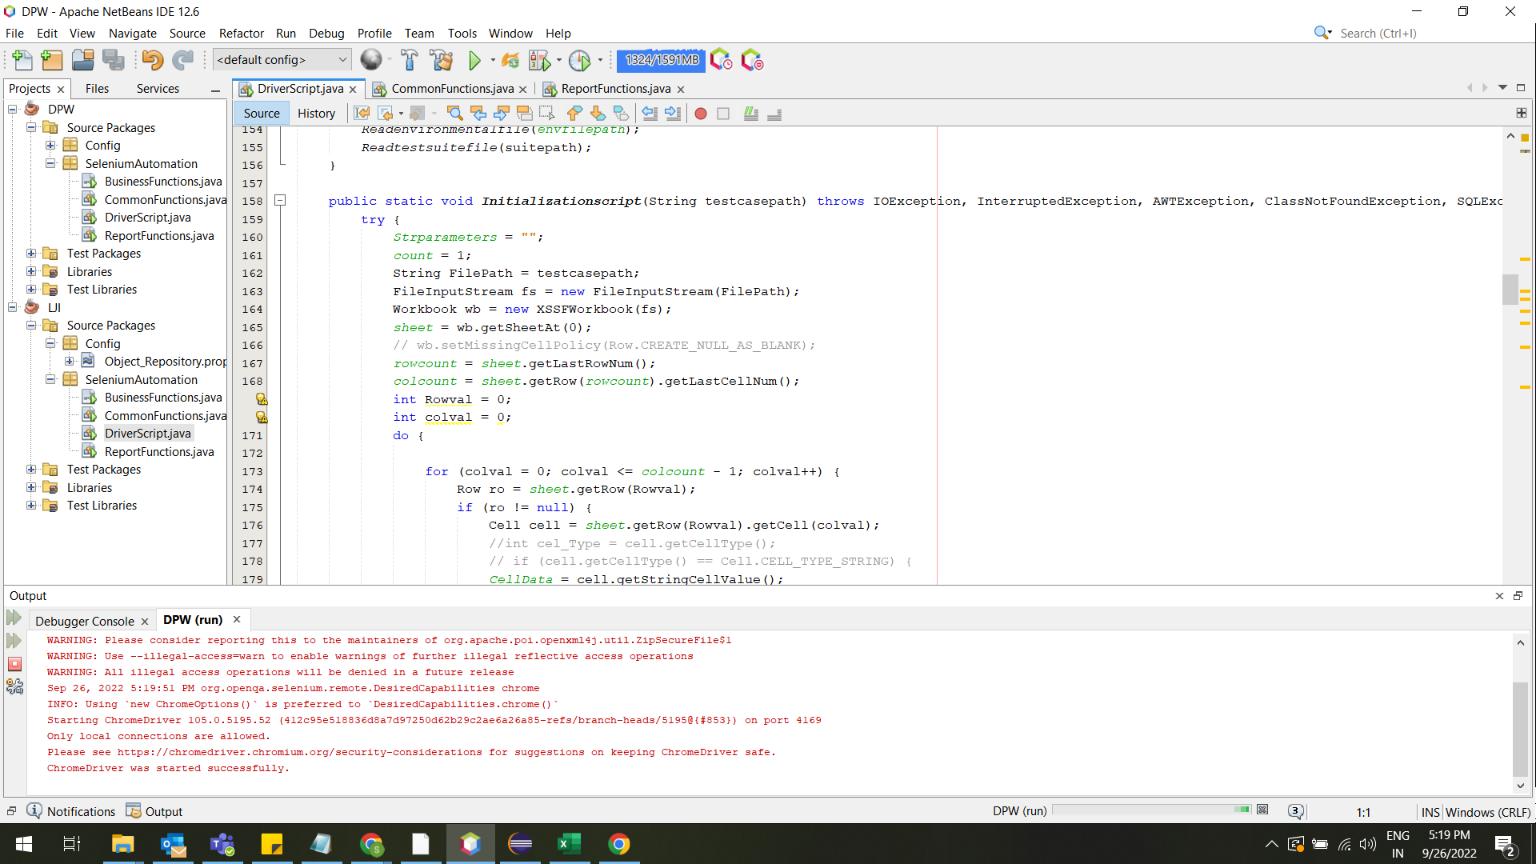 DPW - Apache NetBeans IDE 12.6
File Edit View Navigate Source Refactor Run Debug Profile Team Tools Window Help
Search (Ctrl+I)
<default config>
1324/1591MB
Projects Files Services
DriverScript.java CommonFunctions.java ReportFunctions.java
Source History
DPW
Source Packages
Config
SeleniumAutomation
BusinessFunctions.java
CommonFunctions.java
DriverScript.java
ReportFunctions.java
Test Packages
Libraries
Test Libraries
IJI
Source Packages
Config
Object_Repository.prop
SeleniumAutomation
BusinessFunctions.java
CommonFunctions.java
DriverScript.java
ReportFunctions.java
Test Packages
Libraries
Test Libraries
154 Readenvironmentalfile(envfilepath);
155 Readtestsuitefile(suitepath);
156 }
157
158 public static void Initializationscript(String testcasepath) throws IOException, InterruptedException, AWTException, ClassNotFoundException, SQLExc
159 try {
160 Strparameters = "";
161 count = 1;
162 String FilePath = testcasepath;
163 FileInputStream fs = new FileInputStream(FilePath);
164 Workbook wb = new XSSFWorkbook(fs);
165 sheet = wb.getSheetAt(0);
166 // wb.setMissingCellPolicy(Row.CREATE_NULL_AS_BLANK);
167 rowcount = sheet.getLastRowNum();
168 colcount = sheet.getRow(rowcount).getLastCellNum();
int Rowval = 0;
int colval = 0;
171 do {
172
173 for (colval = 0; colval <= colcount - 1; colval++) {
174 Row ro = sheet.getRow(Rowval);
175 if (ro != null) {
176 Cell cell = sheet.getRow(Rowval).getCell(colval);
177 //int cel_Type = cell.getCellType();
178 // if (cell.getCellType() == Cell.CELL_TYPE_STRING) {
179 CellData = cell.getStringCellValue();
Output
Debugger Console DPW (run)
WARNING: Please consider reporting this to the maintainers of org.apache.poi.openxml4j.util.ZipSecureFile$1
WARNING: Use --illegal-access=warn to enable warnings of further illegal reflective access operations
WARNING: All illegal access operations will be denied in a future release
Sep 26, 2022 5:19:51 PM org.openqa.selenium.remote.DesiredCapabilities chrome
INFO: Using `new ChromeOptions()` is preferred to `DesiredCapabilities.chrome()`
Starting ChromeDriver 105.0.5195.52 (412c95e518836d8a7d97250d62b29c2ae6a26a85-refs/branch-heads/5195@{#853}) on port 4169
Only local connections are allowed.
Please see https://chromedriver.chromium.org/security-considerations for suggestions on keeping ChromeDriver safe.
ChromeDriver was started successfully.
Notifications Output
DPW (run)
3
1:1
INS Windows (CRLF)
ENG
IN
5:19 PM
9/26/2022
2